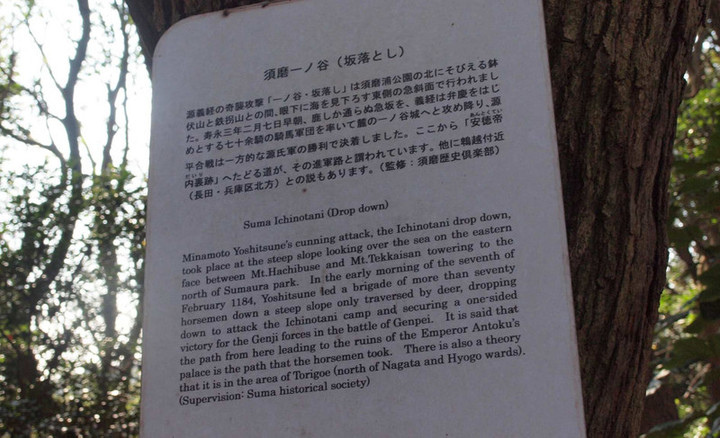 須磨一ノ谷（坂落とし）
源義経の奇襲攻撃「一ノ谷・坂落し」は須磨浦公園の北にそびえる鉢
伏山と鉄拐山との間、眼下に海を見下ろす東側の急斜面で行われまし
た。寿永三年二月七日早朝、鹿しか通らぬ急坂を、義経は弁慶をはじ
めとする七十余騎の騎馬軍団を率いて麓の一ノ谷城へと攻め降り、源
平合戦は一方的な源氏軍の勝利で決着しました。ここから「安徳帝
内裏跡」へたどる道が、その進軍路と謂われています。他に鵯越付近
（長田・兵庫区北方）との説もあります。（監修：須磨歴史倶楽部）
Suma Ichinotani (Drop down)
Minamoto Yoshitsune's cunning attack, the Ichinotani drop down,
took place at the steep slope looking over the sea on the eastern
face between Mt.Hachibuse and Mt.Tekkaisan towering to the
north of Sumaura park. In the early morning of the seventh of
February 1184, Yoshitsune led a brigade of more than seventy
horsemen down a steep slope only traversed by deer, dropping
down to attack the Ichinotani camp and securing a one-sided
victory for the Genji forces in the battle of Genpei. It is said that
the path from here leading to the ruins of the Emperor Antoku's
palace is the path that the horsemen took. There is also a theory
that it is in the area of Torigoe (north of Nagata and Hyogo wards).
(Supervision: Suma historical society)